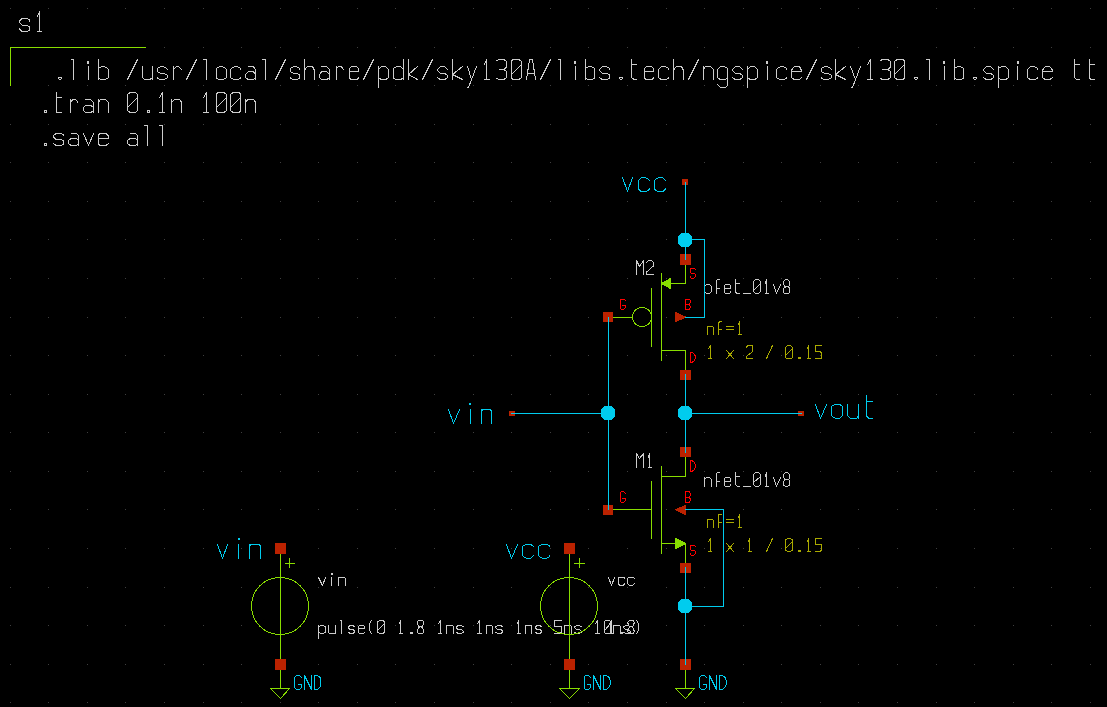 s1
.lib /usr/local/share/pdk/sky130A/libs.tech/ngspice/sky130.lib.spice tt
.tran 0.1n 100n
.save all
vcc
M2
S
pfet_01v8
G
B
nf=1
D
1 x 2 / 0.15
vin
vout
M1
D
nfet_01v8
G
B
nf=1
S
1 x 1 / 0.15
vin
+
vin
pulse(0 1.8 1ns 1ns 1ns 5ns 10ns)
GND
vcc
+
vcc
GND
GND